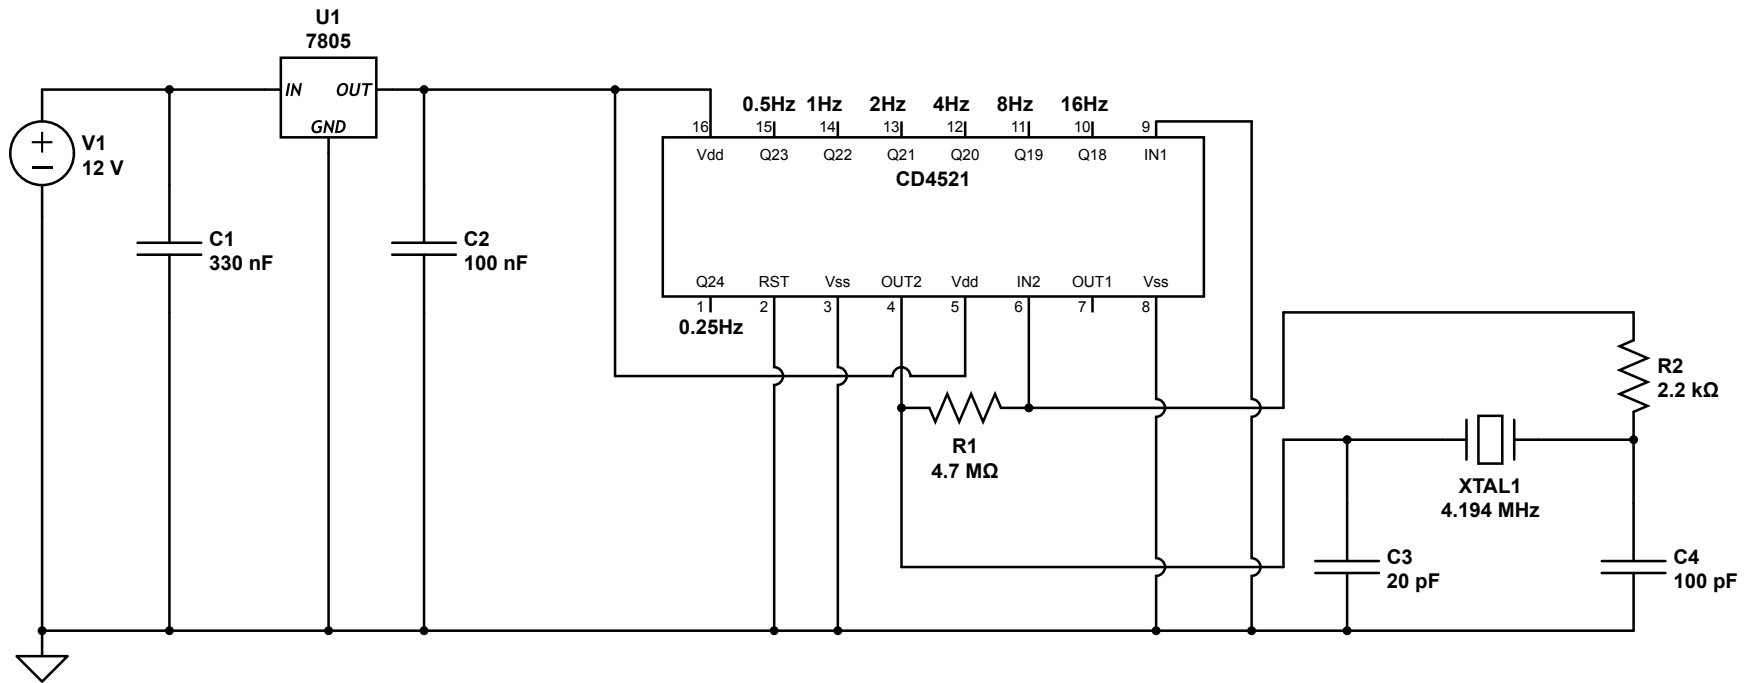 U1
7805
IN OUT
GND
V1
12 V
C1
330 nF
C2
100 nF
0.5Hz 1Hz 2Hz 4Hz 8Hz 16Hz
16 15 14 13 12 11 10 9
Vdd Q23 Q22 Q21 Q20 Q19 Q18 IN1
CD4521
Q24 RST Vss OUT2 Vdd IN2 OUT1 Vss
1 2 3 4 5 6 7 8
0.25Hz
R1
4.7 MΩ
R2
2.2 kΩ
XTAL1
4.194 MHz
C3
20 pF
C4
100 pF